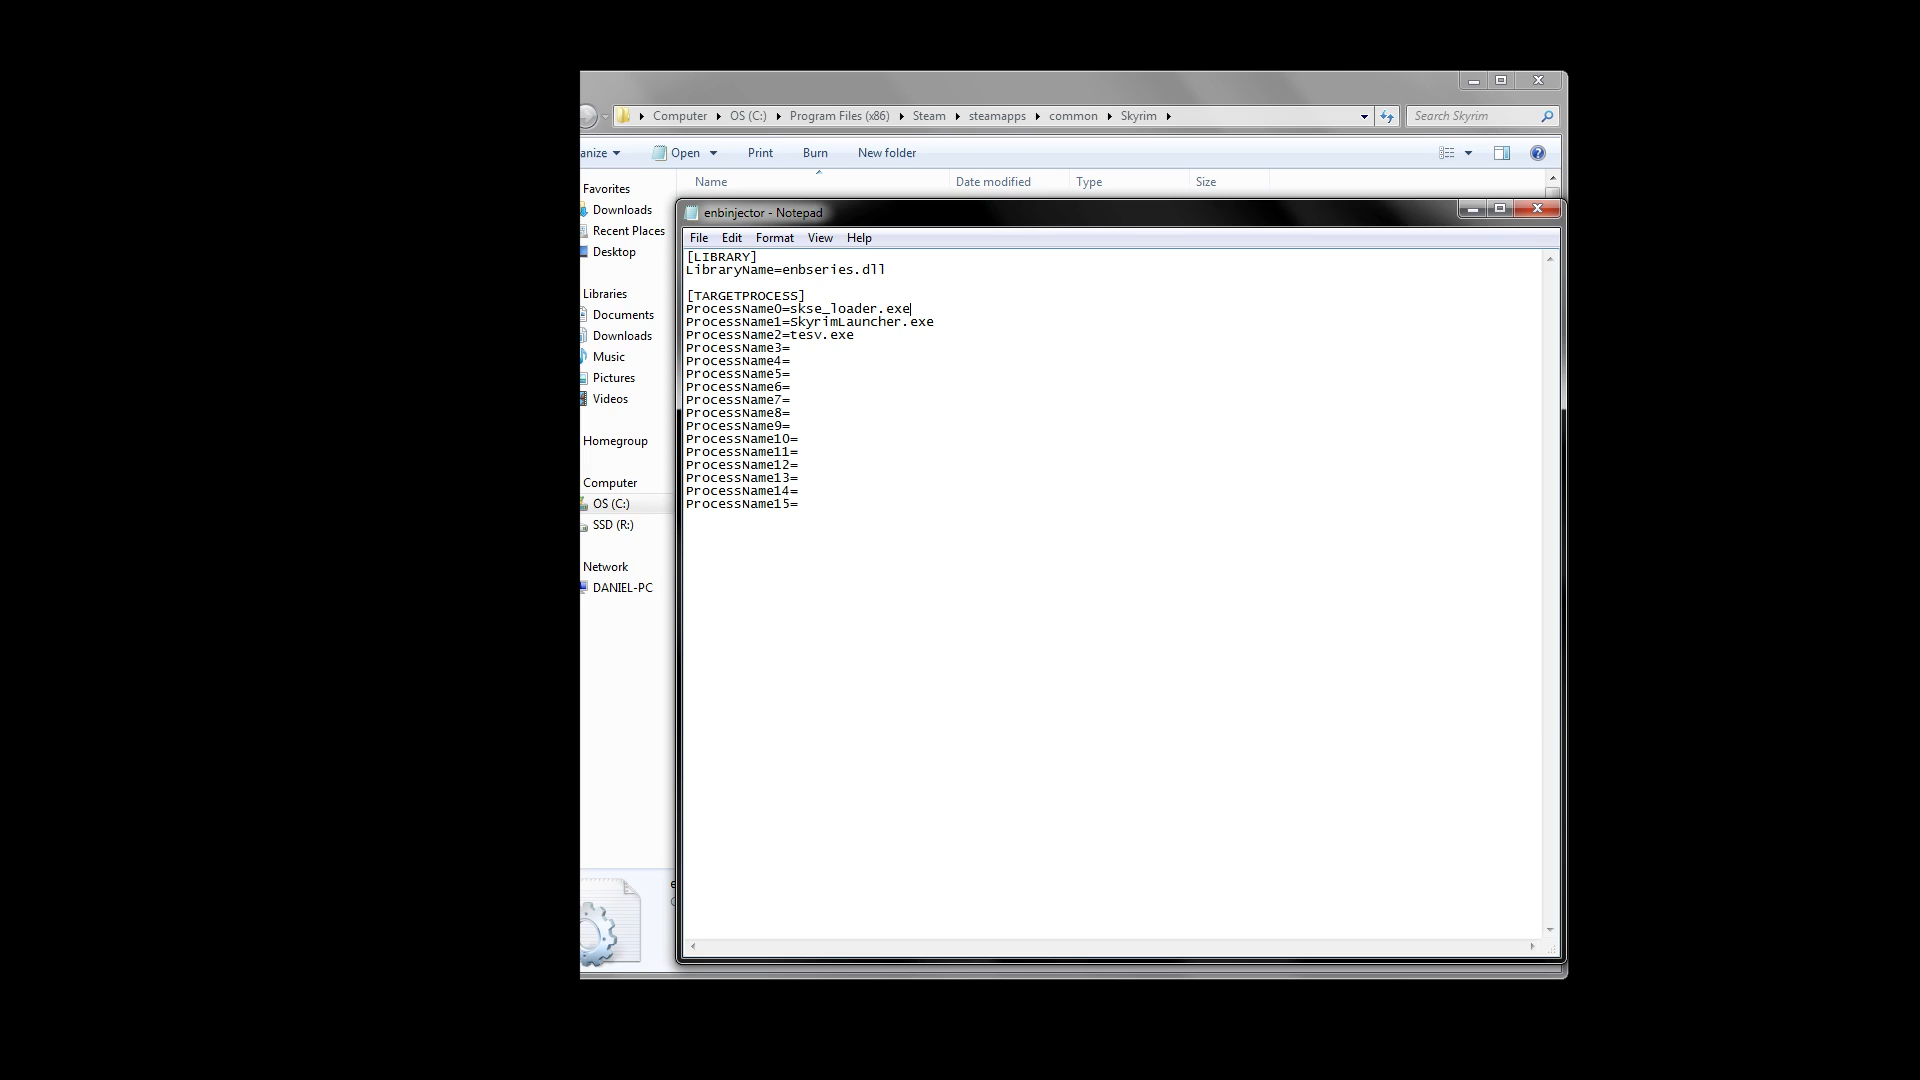 Computer OS (C:) Program Files (x86) Steam steamapps common Skyrim
Search Skyrim
anize Open Print Burn New folder
Name Date modified Type Size
Favorites
Downloads
Recent Places
Desktop
Libraries
Documents
Downloads
Music
Pictures
Videos
Homegroup
Computer
OS (C:)
SSD (R:)
Network
DANIEL-PC
enbinjector - Notepad
File Edit Format View Help
[LIBRARY]
LibraryName=enbseries.dll
[TARGETPROCESS]
ProcessName0=skse_loader.exe
ProcessName1=SkyrimLauncher.exe
ProcessName2=tesv.exe
ProcessName3=
ProcessName4=
ProcessName5=
ProcessName6=
ProcessName7=
ProcessName8=
ProcessName9=
ProcessName10=
ProcessName11=
ProcessName12=
ProcessName13=
ProcessName14=
ProcessName15=